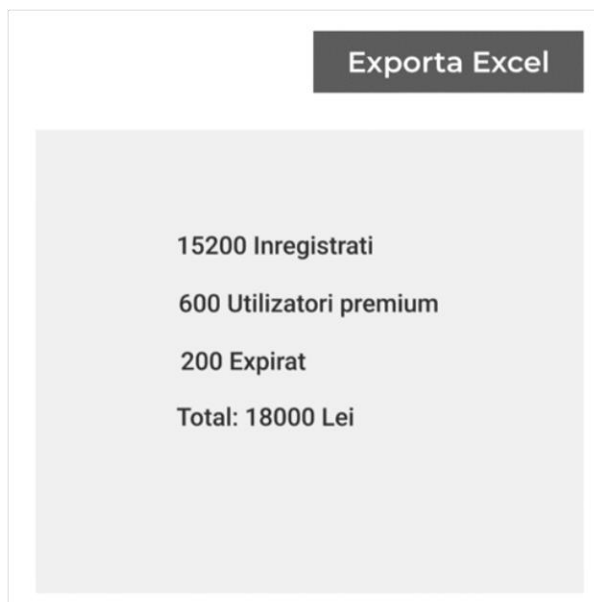 Exporta Excel
15200 Inregistrati
600 Utilizatori premium
200 Expirat
Total: 18000 Lei